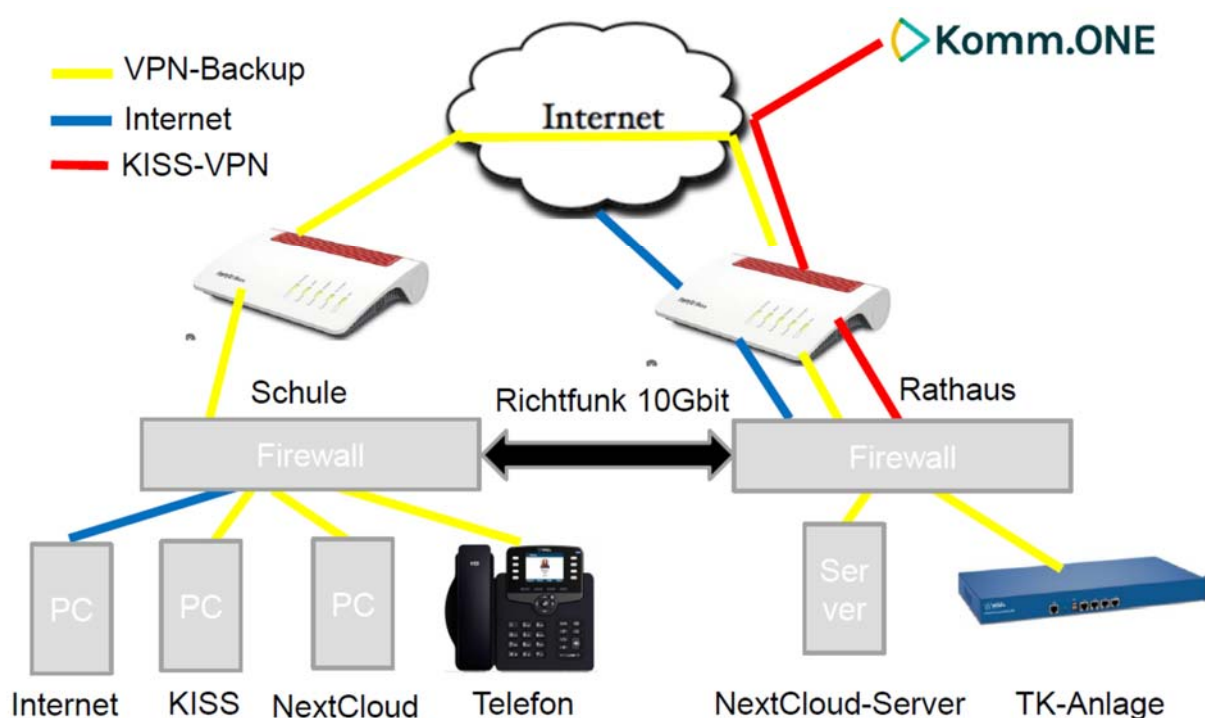 Komm.ONE
VPN-Backup
Internet
KISS-VPN
Internet
Schule
Richtfunk 10Gbit
Rathaus
Firewall
Firewall
PC
PC
PC
Ser
ver
Internet
KISS
NextCloud
Telefon
NextCloud-Server
TK-Anlage